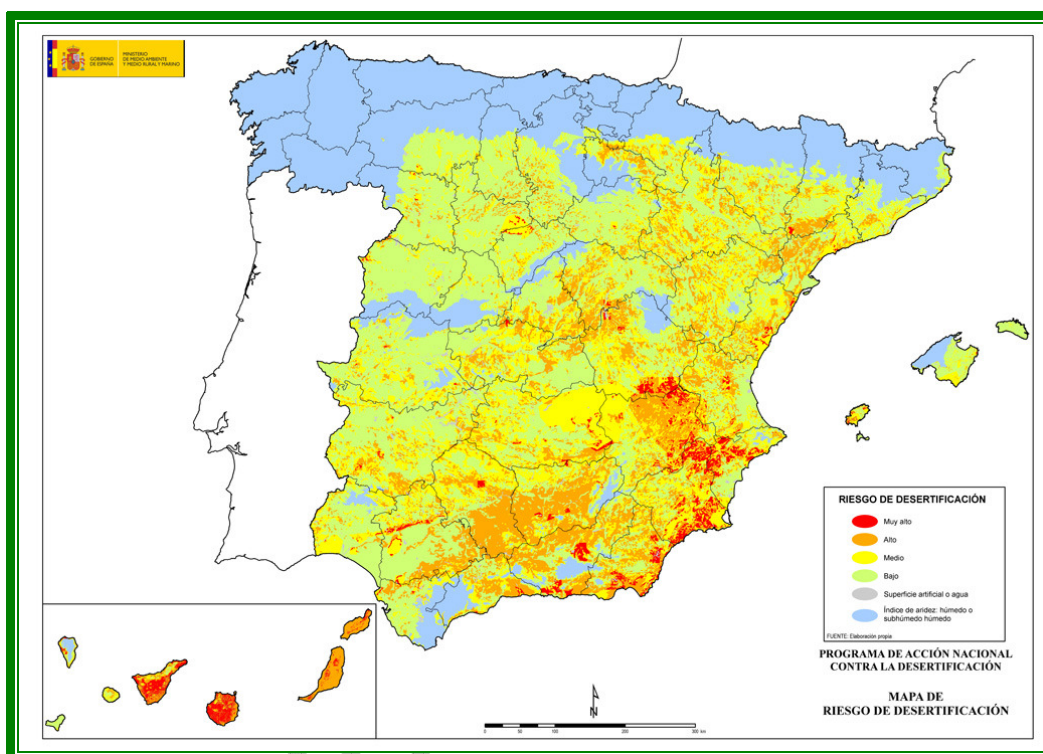 GOBIERNO
DE ESPAÑA
MINISTERIO
DE MEDIO AMBIENTE
Y MEDIO RURAL Y MARINO
RIESGO DE DESERTIFICACIÓN
Muy alto
Alto
Medio
Bajo
Superficie artificial o agua
Índice de aridez: húmedo o
subhúmedo húmedo
FUENTE: Elaboración propia
PROGRAMA DE ACCIÓN NACIONAL
CONTRA LA DESERTIFICACIÓN
MAPA DE
RIESGO DE DESERTIFICACIÓN
N
0 50 100 200 300 km